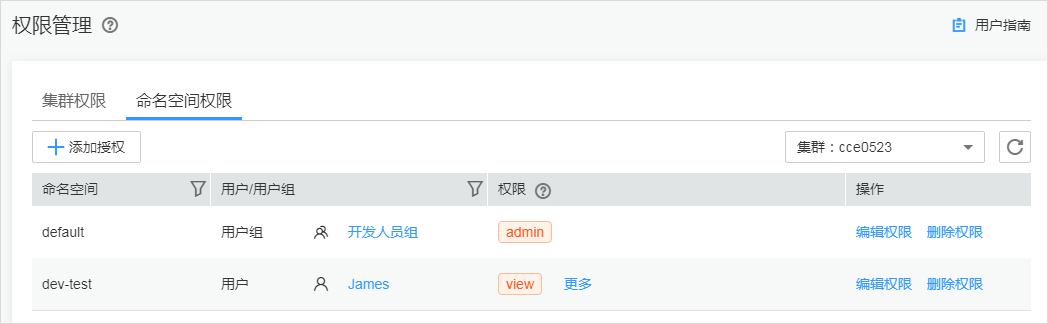 权限管理
用户指南
集群权限 命名空间权限
添加授权 集群：cce0523
命名空间 用户/用户组 权限 操作
default 用户组 开发人员组 admin 编辑权限 删除权限
dev-test 用户 James view 更多 编辑权限 删除权限